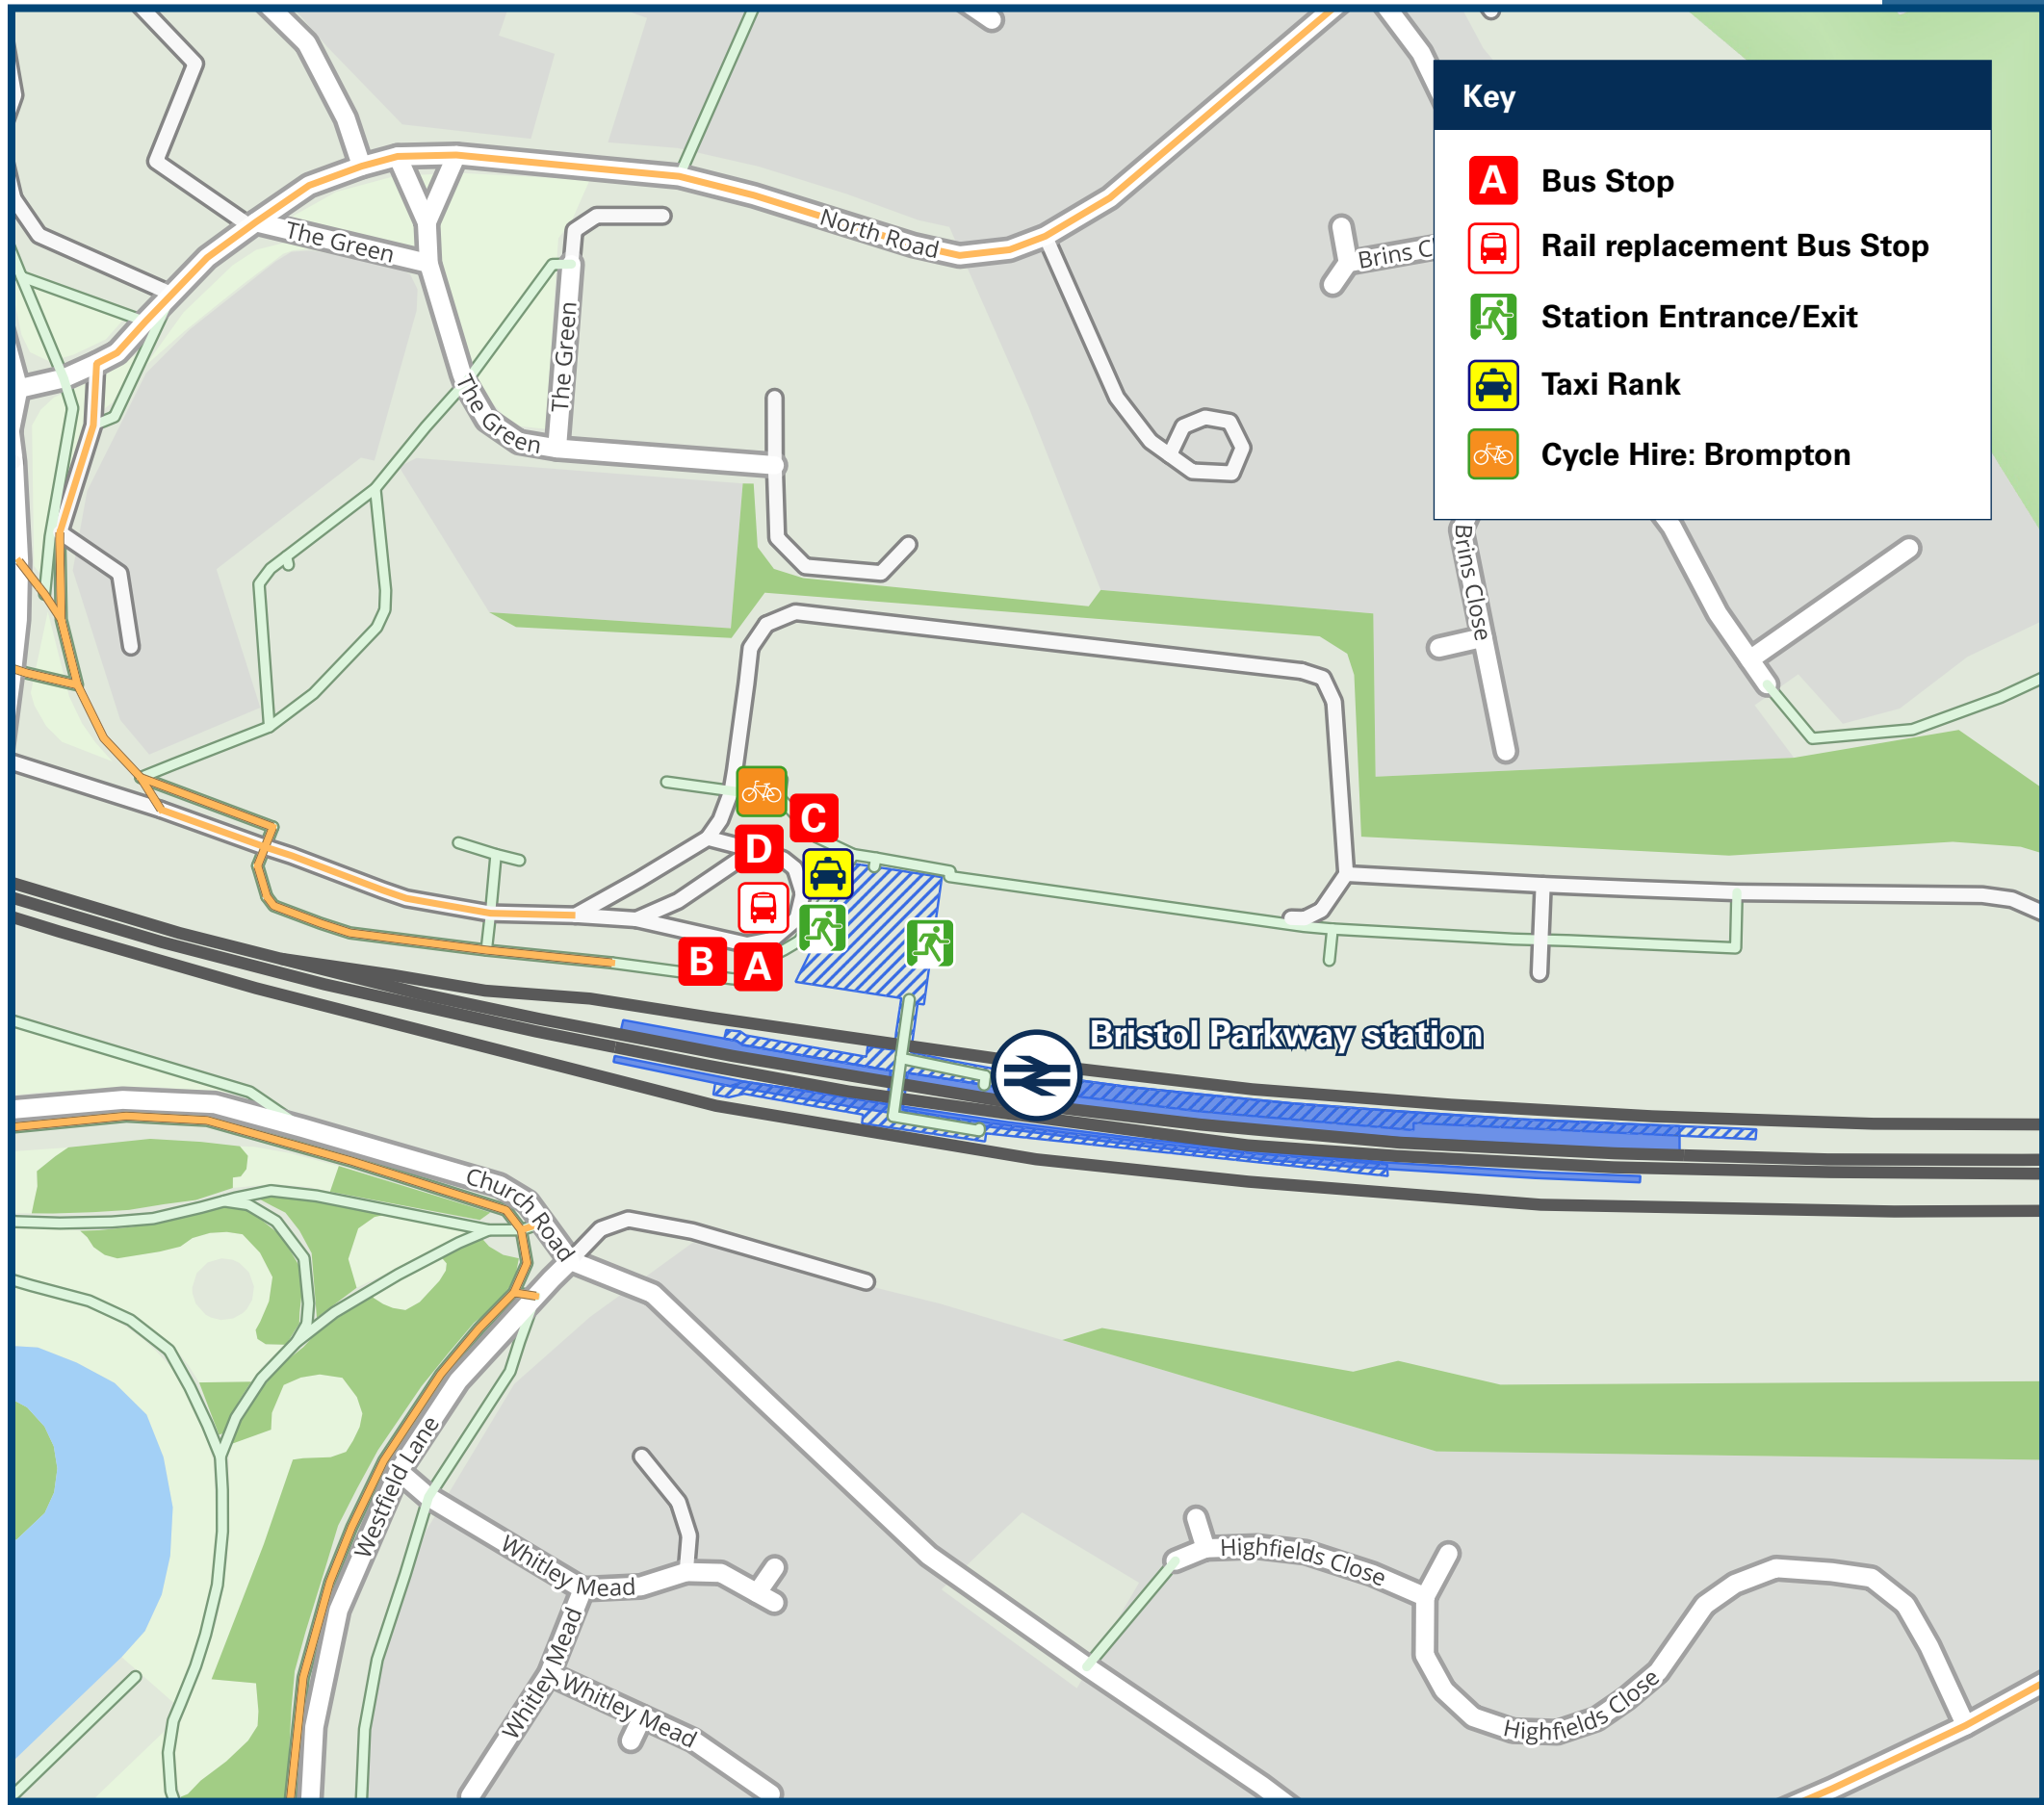 Key
A Bus Stop
Rail replacement Bus Stop
Station Entrance/Exit
Taxi Rank
Cycle Hire: Brompton
North Road
The Green
The Green
The Green
Brins C
Brins Close
C
D
B
A
Bristol Parkway station
Church Road
Westfield Lane
Whitley Mead
Whitley Mead
Whitley Mead
Highfields Close
Highfields Close